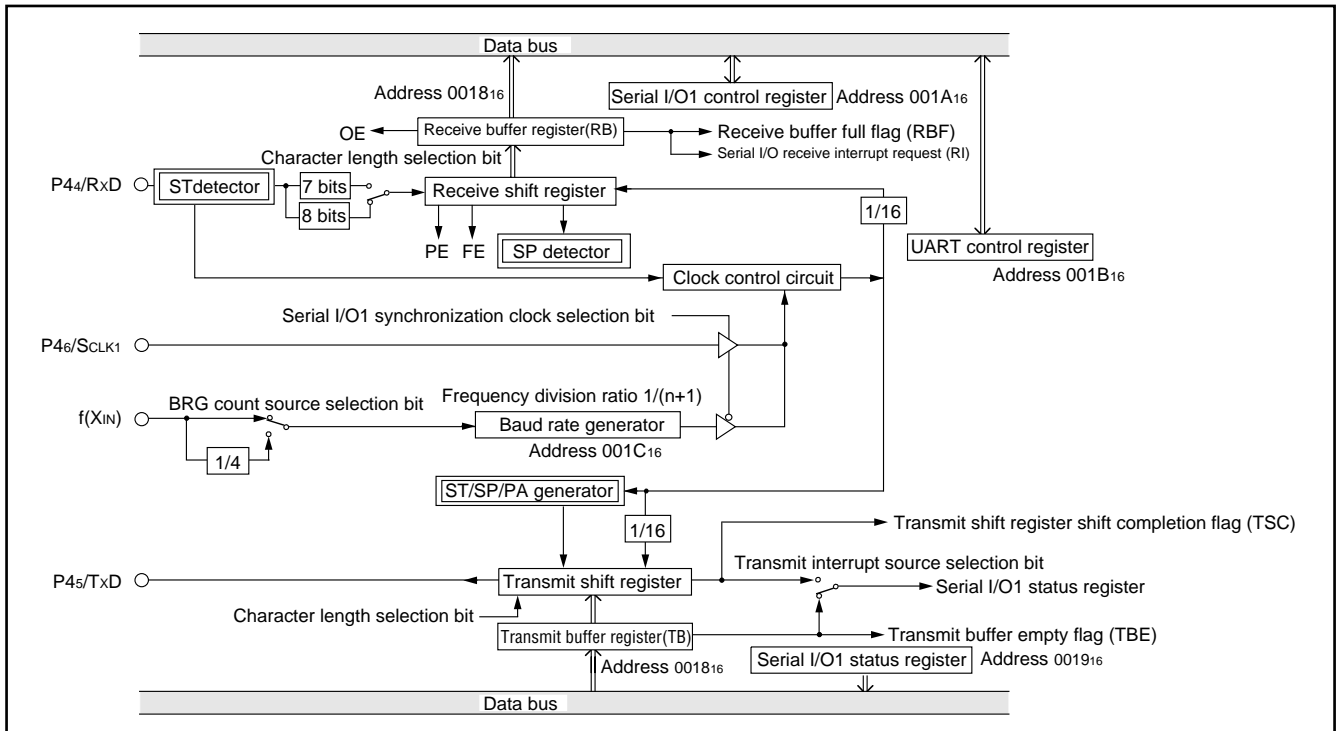 Data bus
Address 001816
Serial I/O1 control register Address 001A16
OE Receive buffer register(RB) Receive buffer full flag (RBF)
Serial I/O receive interrupt request (RI)
Character length selection bit
P44/RXD STdetector 7 bits Receive shift register
8 bits 1/16
PE FE SP detector UART control register
Address 001B16
Clock control circuit
Serial I/O1 synchronization clock selection bit
P46/SCLK1
BRG count source selection bit Frequency division ratio 1/(n+1)
f(XIN) Baud rate generator
1/4 Address 001C16
ST/SP/PA generator
1/16 Transmit shift register shift completion flag (TSC)
Transmit interrupt source selection bit
P45/TXD Transmit shift register Serial I/O1 status register
Character length selection bit
Transmit buffer register(TB) Transmit buffer empty flag (TBE)
Address 001816 Serial I/O1 status register Address 001916
Data bus